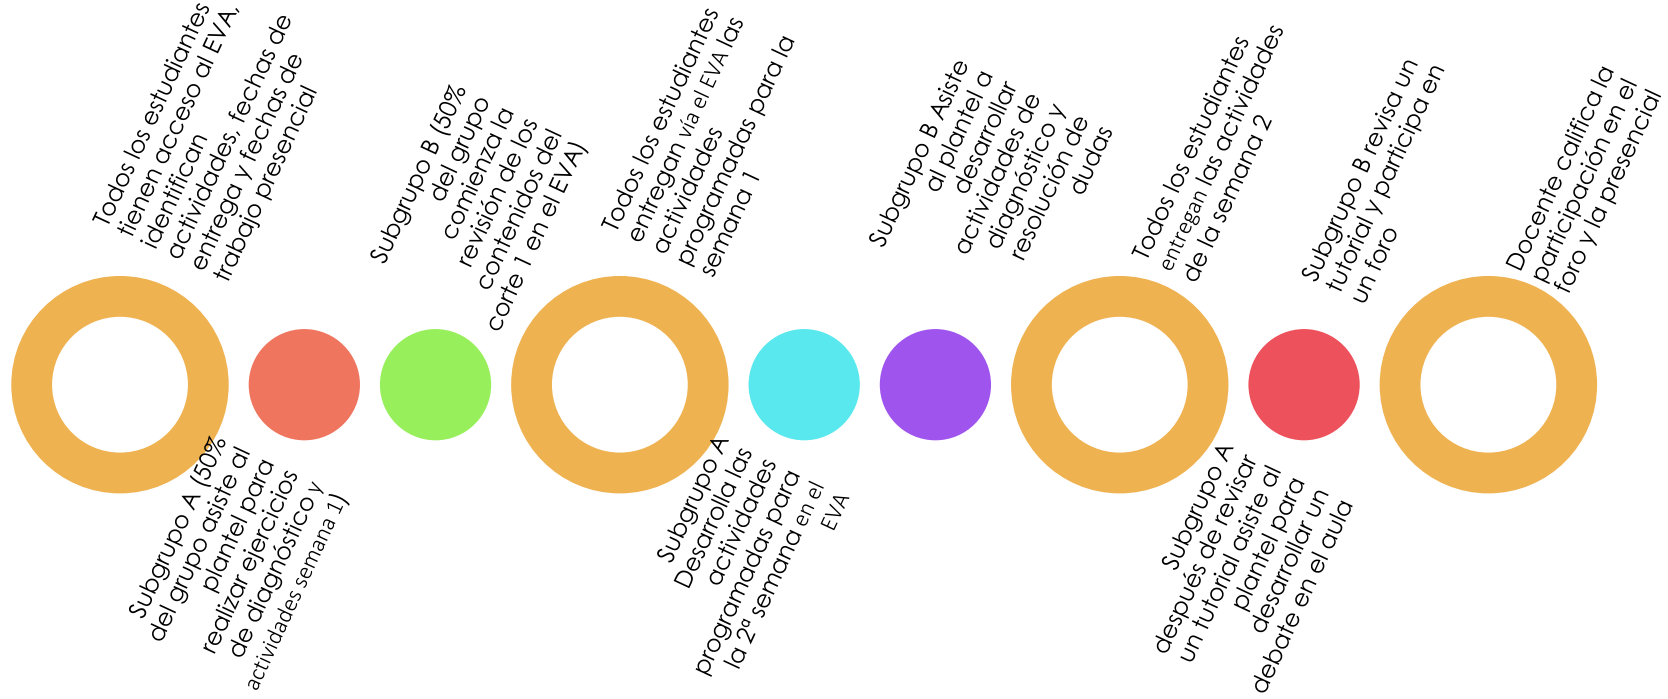 Todos los estudiantes
tienen acceso al EVA,
identifican
actividades, fechas de
entrega y fechas de
trabajo presencial
Subgrupo A (50%
del grupo asiste al
plantel para
realizar ejercicios
de diagnóstico y
actividades semana 1)
Subgrupo B (50%
del grupo
comienza la
revisión de los
contenidos del
corte 1 en el EVA)
Todos los estudiantes
entregan vía el EVA las
actividades
programadas para la
semana 1
Subgrupo A
Desarrolla las
actividades
programadas para
la 2ª semana en el
EVA
Subgrupo B Asiste
al plantel a
desarrollar
actividades de
diagnóstico y
resolución de
dudas
Todos los estudiantes
entregan las actividades
de la semana 2
Subgrupo A
después de revisar
un tutorial asiste al
plantel para
desarrollar un
debate en el aula
Subgrupo B revisa un
tutorial y participa en
un foro
Docente califica la
participación en el
foro y la presencial